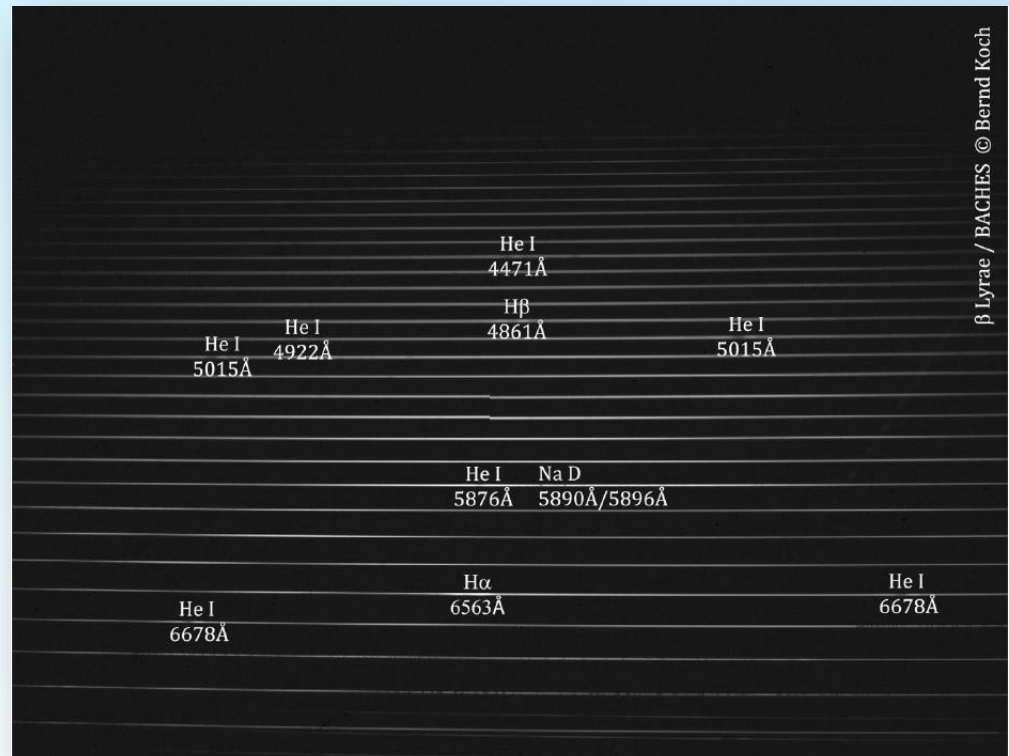 He I
4471Å
Hβ
4861Å
He I
4922Å
He I
5015Å
He I
5015Å
He I
5876Å
Na D
5890Å/5896Å
Hα
6563Å
He I
6678Å
He I
6678Å
β Lyrae / BACHES © Bernd Koch